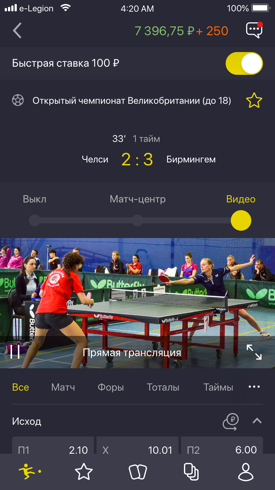 e-Legion 4:20 AM 100%
7 396,75 ₽ + 250
Быстрая ставка 100 ₽
Открытый чемпионат Великобритании (до 18)
33' 1 тайм
Челси 2 : 3 Бирмингем
Выкл Матч-центр Видео
Butterfly
Прямая трансляция
Все Матч Форы Тоталы Таймы
Исход
П1 2.10 X 10.01 П2 6.00